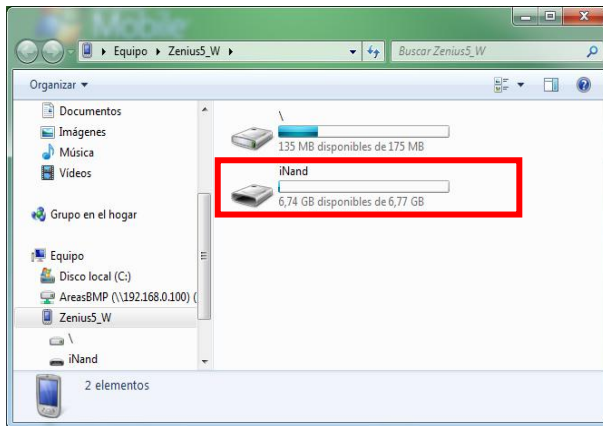 Mobile
Equipo ▸ Zenius5_W ▸
Buscar Zenius5_W
Organizar
Documentos
Imágenes
Música
Vídeos
Grupo en el hogar
Equipo
Disco local (C:)
AreasBMP (\\192.168.0.100) (
Zenius5_W
\
iNand
\
135 MB disponibles de 175 MB
iNand
6,74 GB disponibles de 6,77 GB
2 elementos